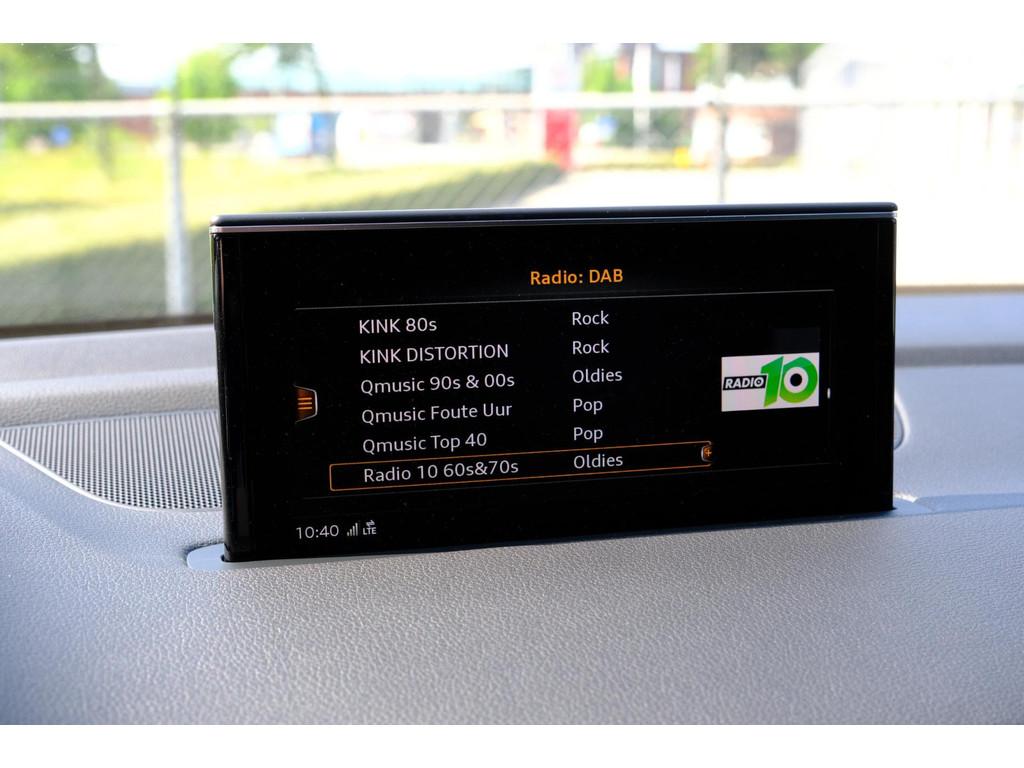 Radio: DAB
KINK 80s Rock
KINK DISTORTION Rock
Qmusic 90s & 00s Oldies
Qmusic Foute Uur Pop
Qmusic Top 40 Pop
Radio 10 60s&70s Oldies
RADIO 10
10:40 LTE